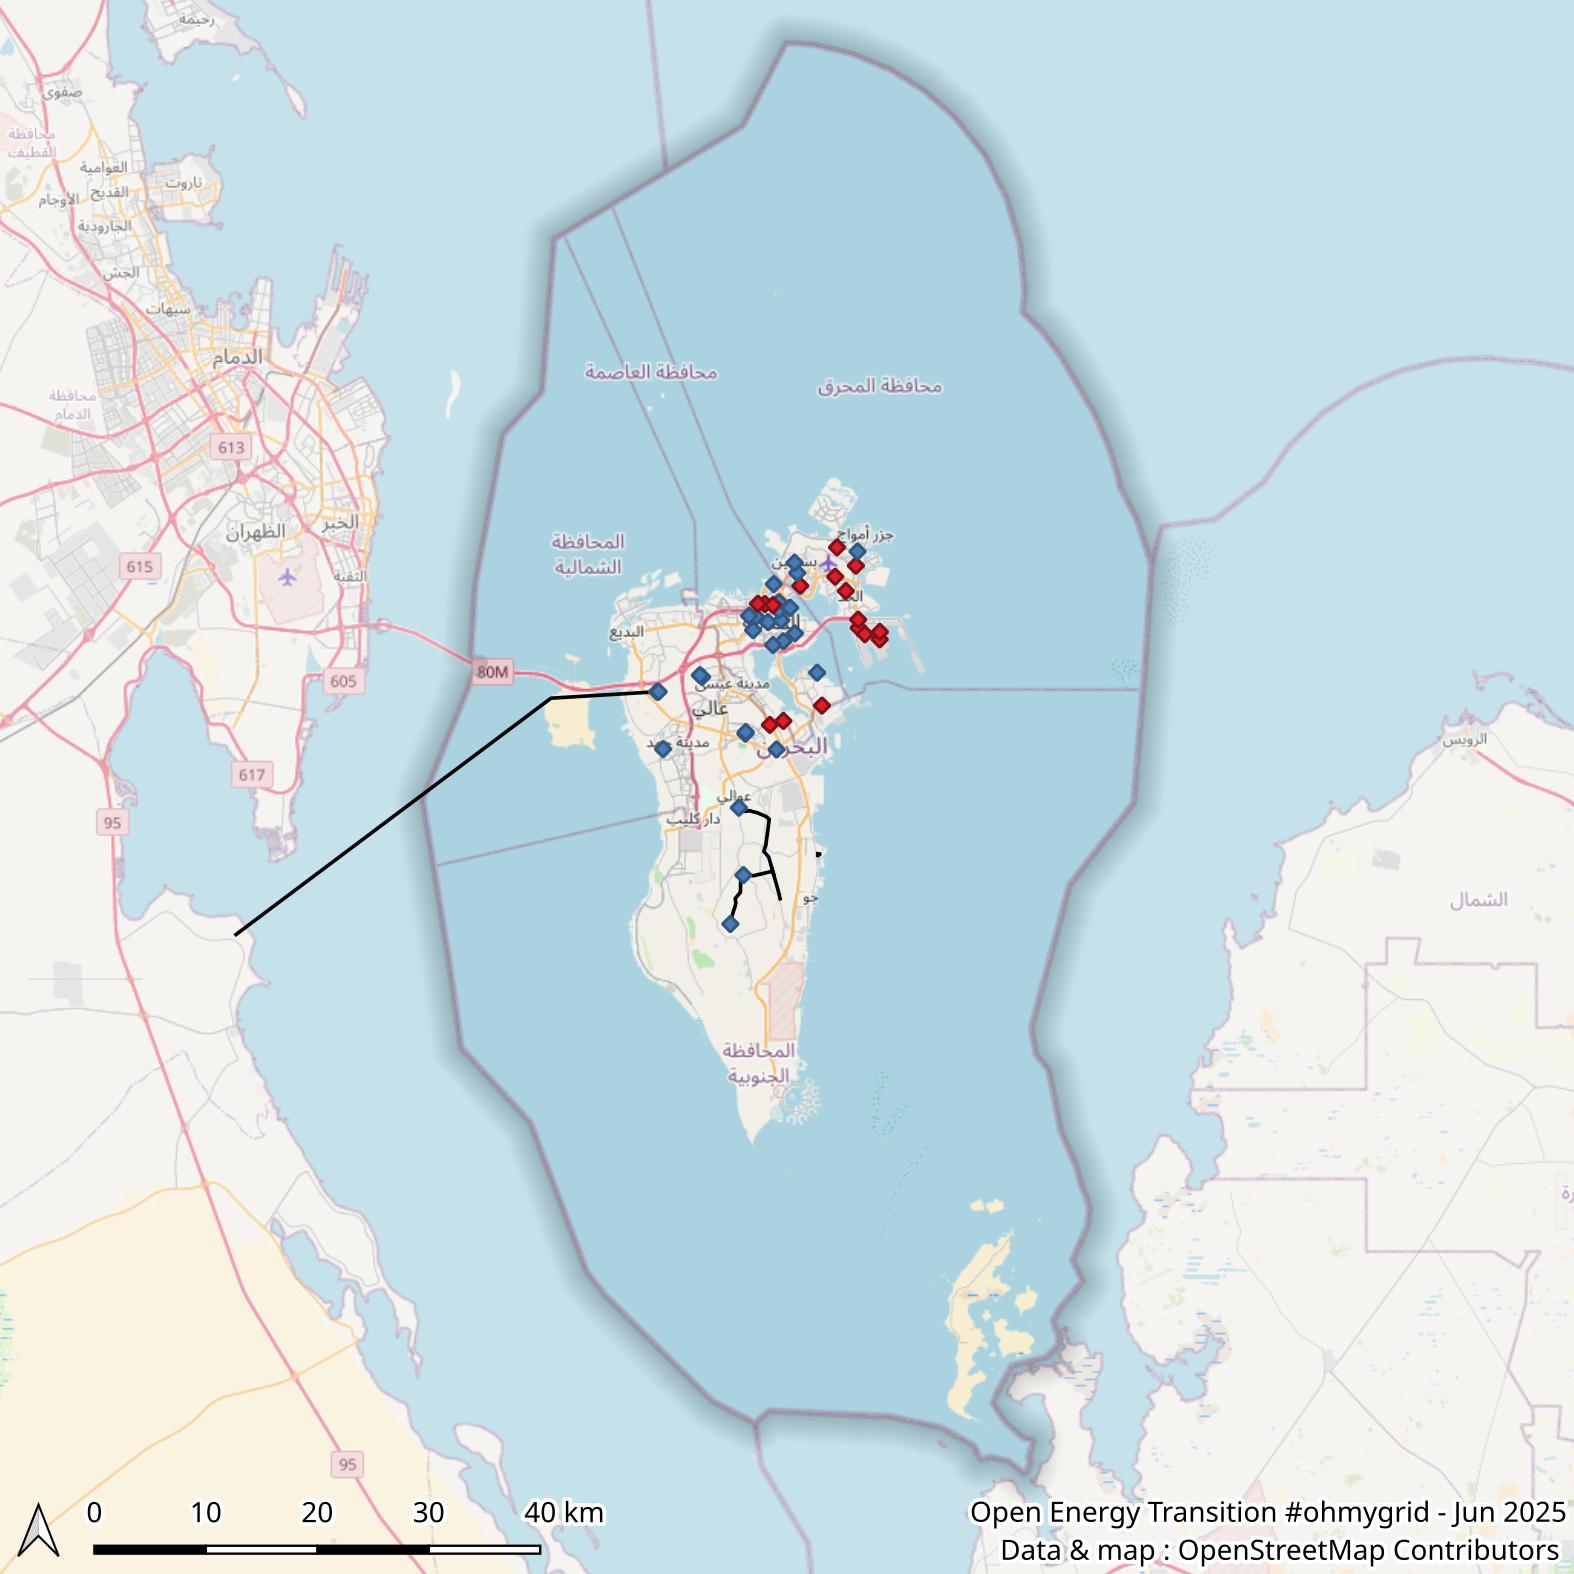 رحيمة
صفوى
محافظة
القطيف
العوامية
تاروت
القديح
الأوجام
الجارودية
الجش
سيهات
الدمام
محافظة العاصمة
محافظة المحرق
محافظة
الدمام
613
الخبر
الظهران
جزر أمواج
المحافظة
الشمالية
615
الثقبة
البديع
80M
605
مدينة عيسى
عالي
الرويس
البحرين
617
عوالي
دار كليب
95
جو
الشمال
المحافظة
الجنوبية
95
0 10 20 30 40 km
Open Energy Transition #ohmygrid - Jun 2025
Data & map : OpenStreetMap Contributors